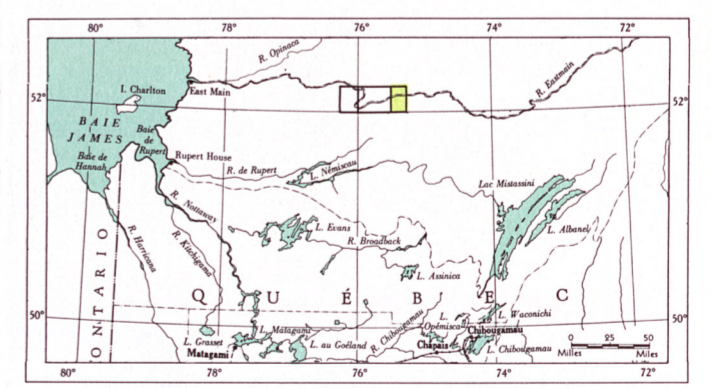 80° 78° 76° 74° 72°
R. Opinaca
East Main
R. Eastmain
I. Charlton
52°
52°
BAIE
JAMES
Baie
de
Rupert
Baie de
Hannah
Rupert House
R. de Rupert
L. Némiscau
Lac Mistassini
R. Nottaway
L. Evans
R. Broadback
L. Albanel
R. Harricana
R. Kitchigama
L. Assinica
ONTARIO
QUÉBEC
50°
50°
L. Waconichi
L.
Opémisca
Chibougamau
R. Chibougamau
L. Matagami
L. Grasset
Matagami
L. au Goéland
Chapais
L. Chibougamau
25 0 25 50
Milles Miles
80° 78° 76° 74° 72°